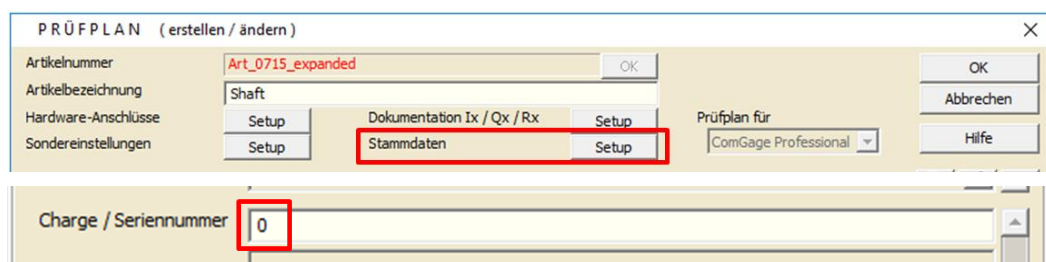 PRÜFPLAN ( erstellen / ändern )
Artikelnummer Art_0715_expanded OK OK
Artikelbezeichnung Shaft Abbrechen
Hardware-Anschlüsse Setup Dokumentation Ix / Qx / Rx Setup Prüfplan für
Sondereinstellungen Setup Stammdaten Setup ComGage Professional Hilfe
Charge / Seriennummer 0